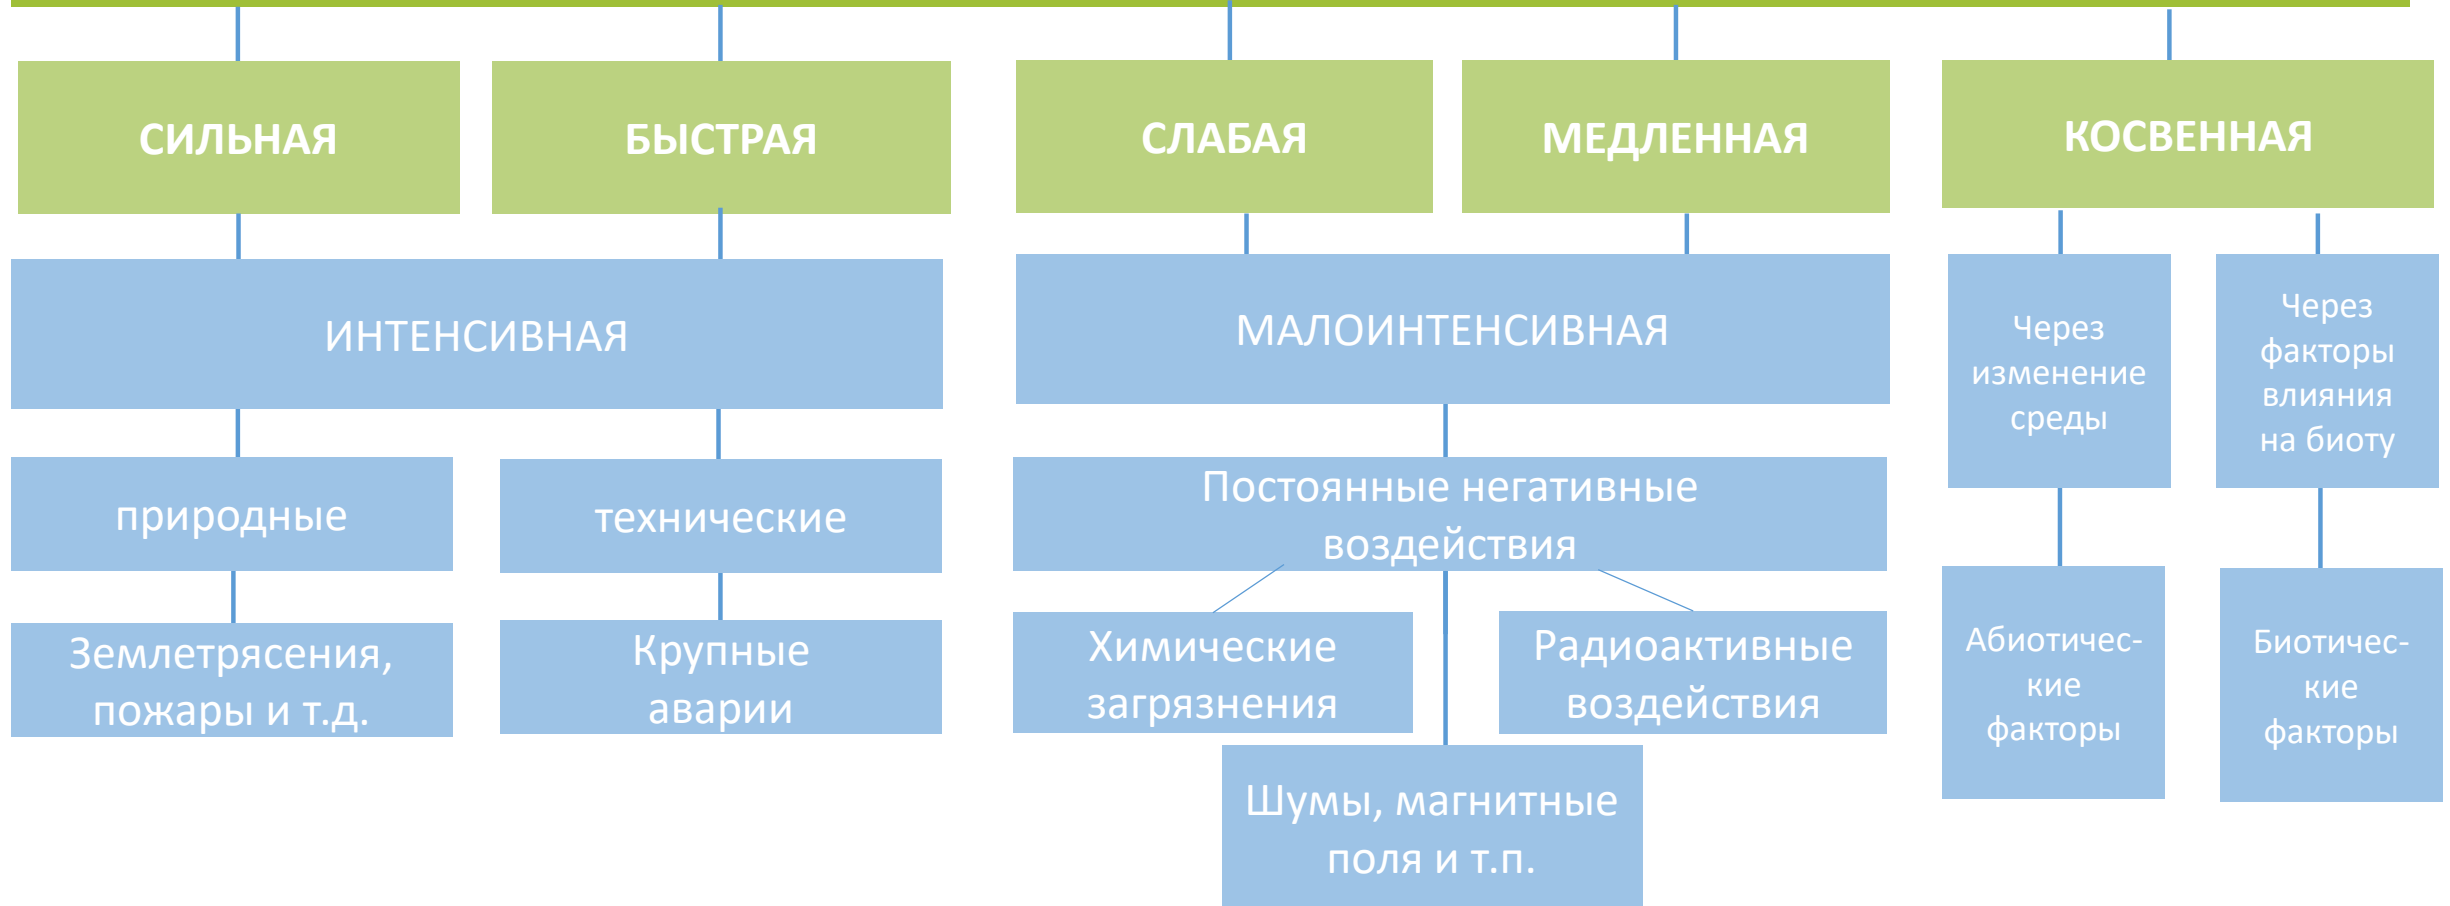 СИЛЬНАЯ
БЫСТРАЯ
СЛАБАЯ
МЕДЛЕННАЯ
КОСВЕННАЯ
ИНТЕНСИВНАЯ
МАЛОИНТЕНСИВНАЯ
Через
изменение
среды
Через
факторы
влияния
на биоту
природные
технические
Постоянные негативные
воздействия
Землетрясения,
пожары и т.д.
Крупные
аварии
Химические
загрязнения
Радиоактивные
воздействия
Шумы, магнитные
поля и т.п.
Абиотичес-
кие
факторы
Биотичес-
кие
факторы